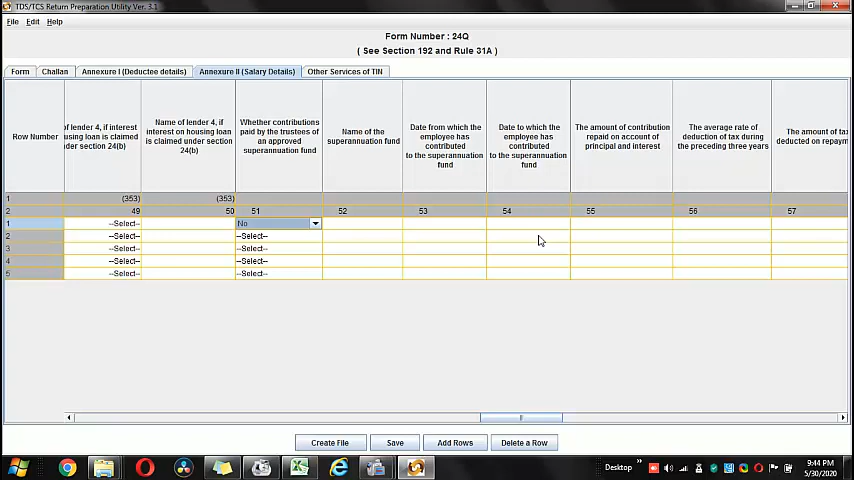 TDS/TCS Return Preparation Utility Ver. 3.1
File Edit Help
Form Number : 24Q
( See Section 192 and Rule 31A )
Form Challan Annexure I (Deductee details) Annexure II (Salary Details) Other Services of TIN
Row Number
of lender 4, if interest
using loan is claimed
der section 24(b)
Name of lender 4, if
interest on housing loan
is claimed under section
24(b)
Whether contributions
paid by the trustees of
an approved
superannuation fund
Name of the
superannuation fund
Date from which the
employee has
contributed
to the superannuation
fund
Date to which the
employee has
contributed
to the superannuation
fund
The amount of contribution
repaid on account of
principal and interest
The average rate of
deduction of tax during
the preceding three years
The amount of tax
deducted on repaym
1 (353) (353)
2 49 50 51 52 53 54 55 56 57
1 --Select-- No
2 --Select-- --Select--
3 --Select-- --Select--
4 --Select-- --Select--
5 --Select-- --Select--
Create File Save Add Rows Delete a Row
Desktop
9:44 PM
5/30/2020